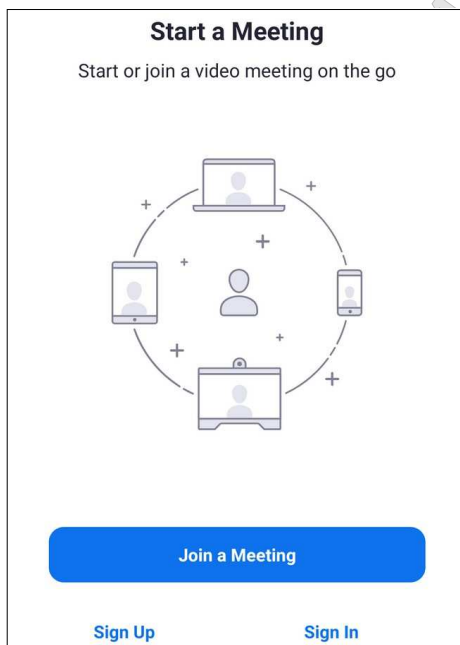 Start a Meeting
Start or join a video meeting on the go
Join a Meeting
Sign Up
Sign In